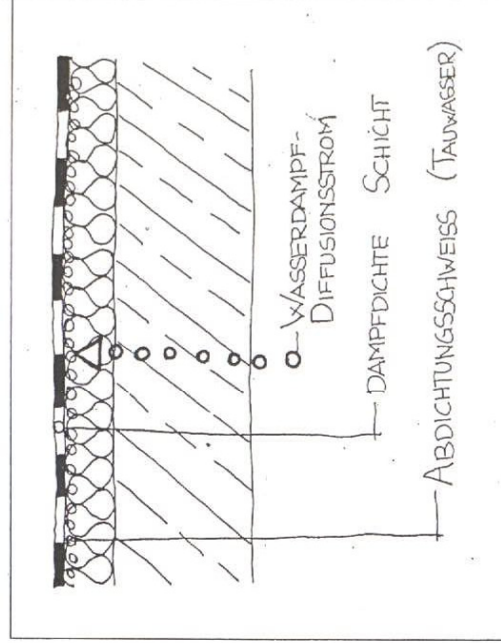 WASSERDAMPF-
DIFFUSIONSSTROM
DAMPFDICHTE SCHICHT
ABDICHTUNGSSCHWEISS (TAUWASSER)